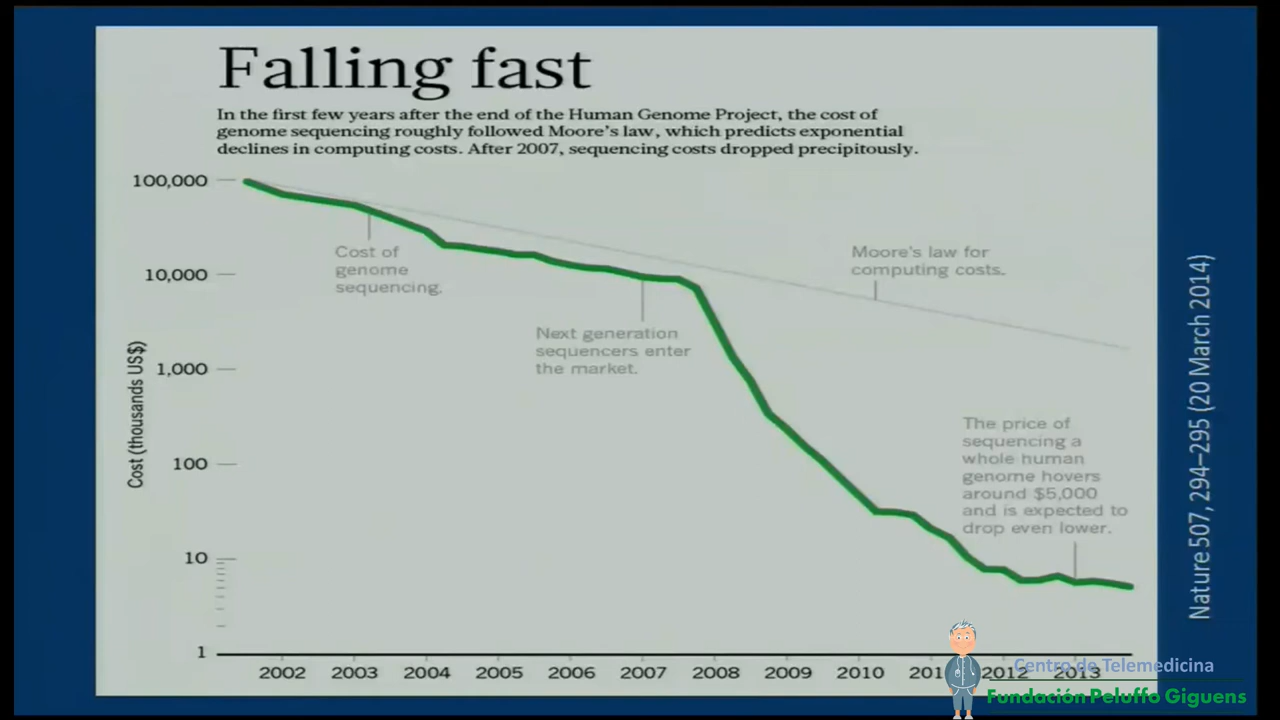 Falling fast
In the first few years after the end of the Human Genome Project, the cost of
genome sequencing roughly followed Moore's law, which predicts exponential
declines in computing costs. After 2007, sequencing costs dropped precipitously.
100,000
10,000
1,000
100
10
1
Cost (thousands US$)
Cost of
genome
sequencing.
Next generation
sequencers enter
the market.
Moore's law for
computing costs.
The price of
sequencing a
whole human
genome hovers
around $5,000
and is expected to
drop even lower.
2002 2003 2004 2005 2006 2007 2008 2009 2010 2012 2013
Nature 507, 294–295 (20 March 2014)
Centro de Telemedicina
Fundación Peluffo Giguens